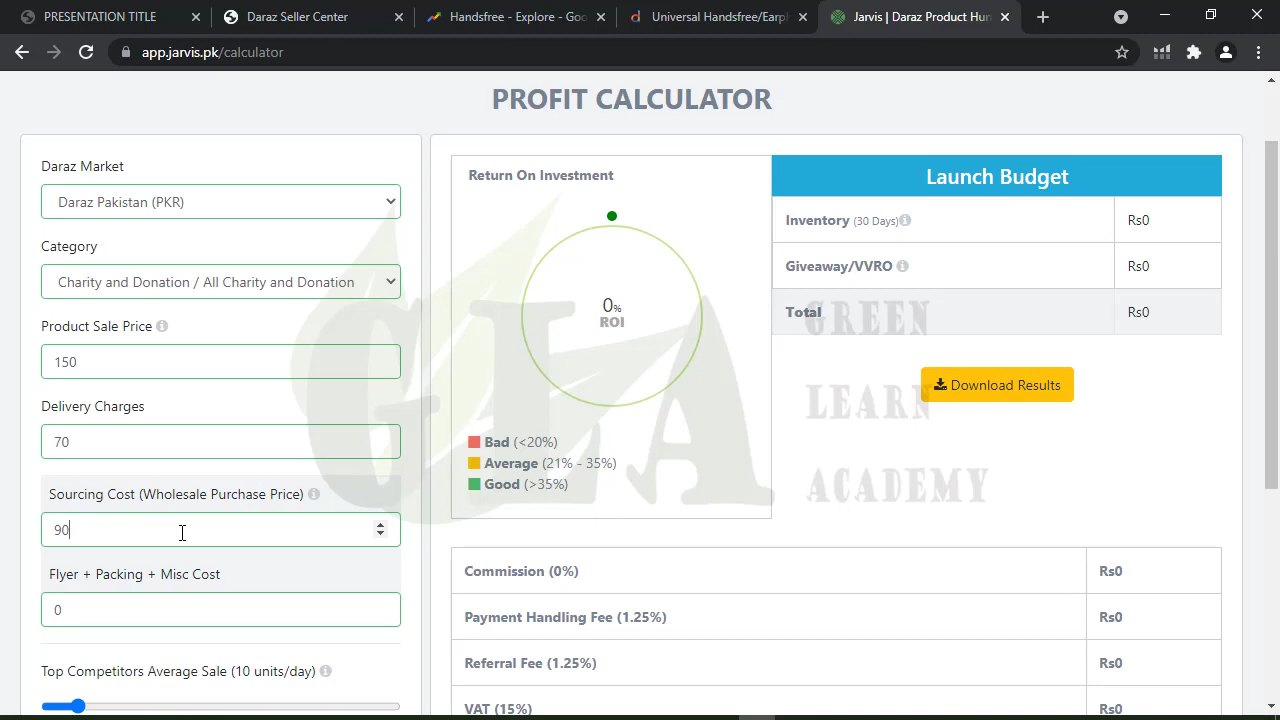 PRESENTATION TITLE
Daraz Seller Center
Handsfree - Explore - Goo
Universal Handsfree/Earph
Jarvis | Daraz Product Hun
app.jarvis.pk/calculator
PROFIT CALCULATOR
Daraz Market
Daraz Pakistan (PKR)
Category
Charity and Donation / All Charity and Donation
Product Sale Price
150
Delivery Charges
70
Sourcing Cost (Wholesale Purchase Price)
90
Flyer + Packing + Misc Cost
0
Top Competitors Average Sale (10 units/day)
Return On Investment
0%
ROI
Bad (<20%)
Average (21% - 35%)
Good (>35%)
Launch Budget
Inventory (30 Days) Rs0
Giveaway/VVRO Rs0
Total Rs0
Download Results
Commission (0%) Rs0
Payment Handling Fee (1.25%) Rs0
Referral Fee (1.25%) Rs0
VAT (15%) Rs0
GLA
GREEN
LEARN
ACADEMY